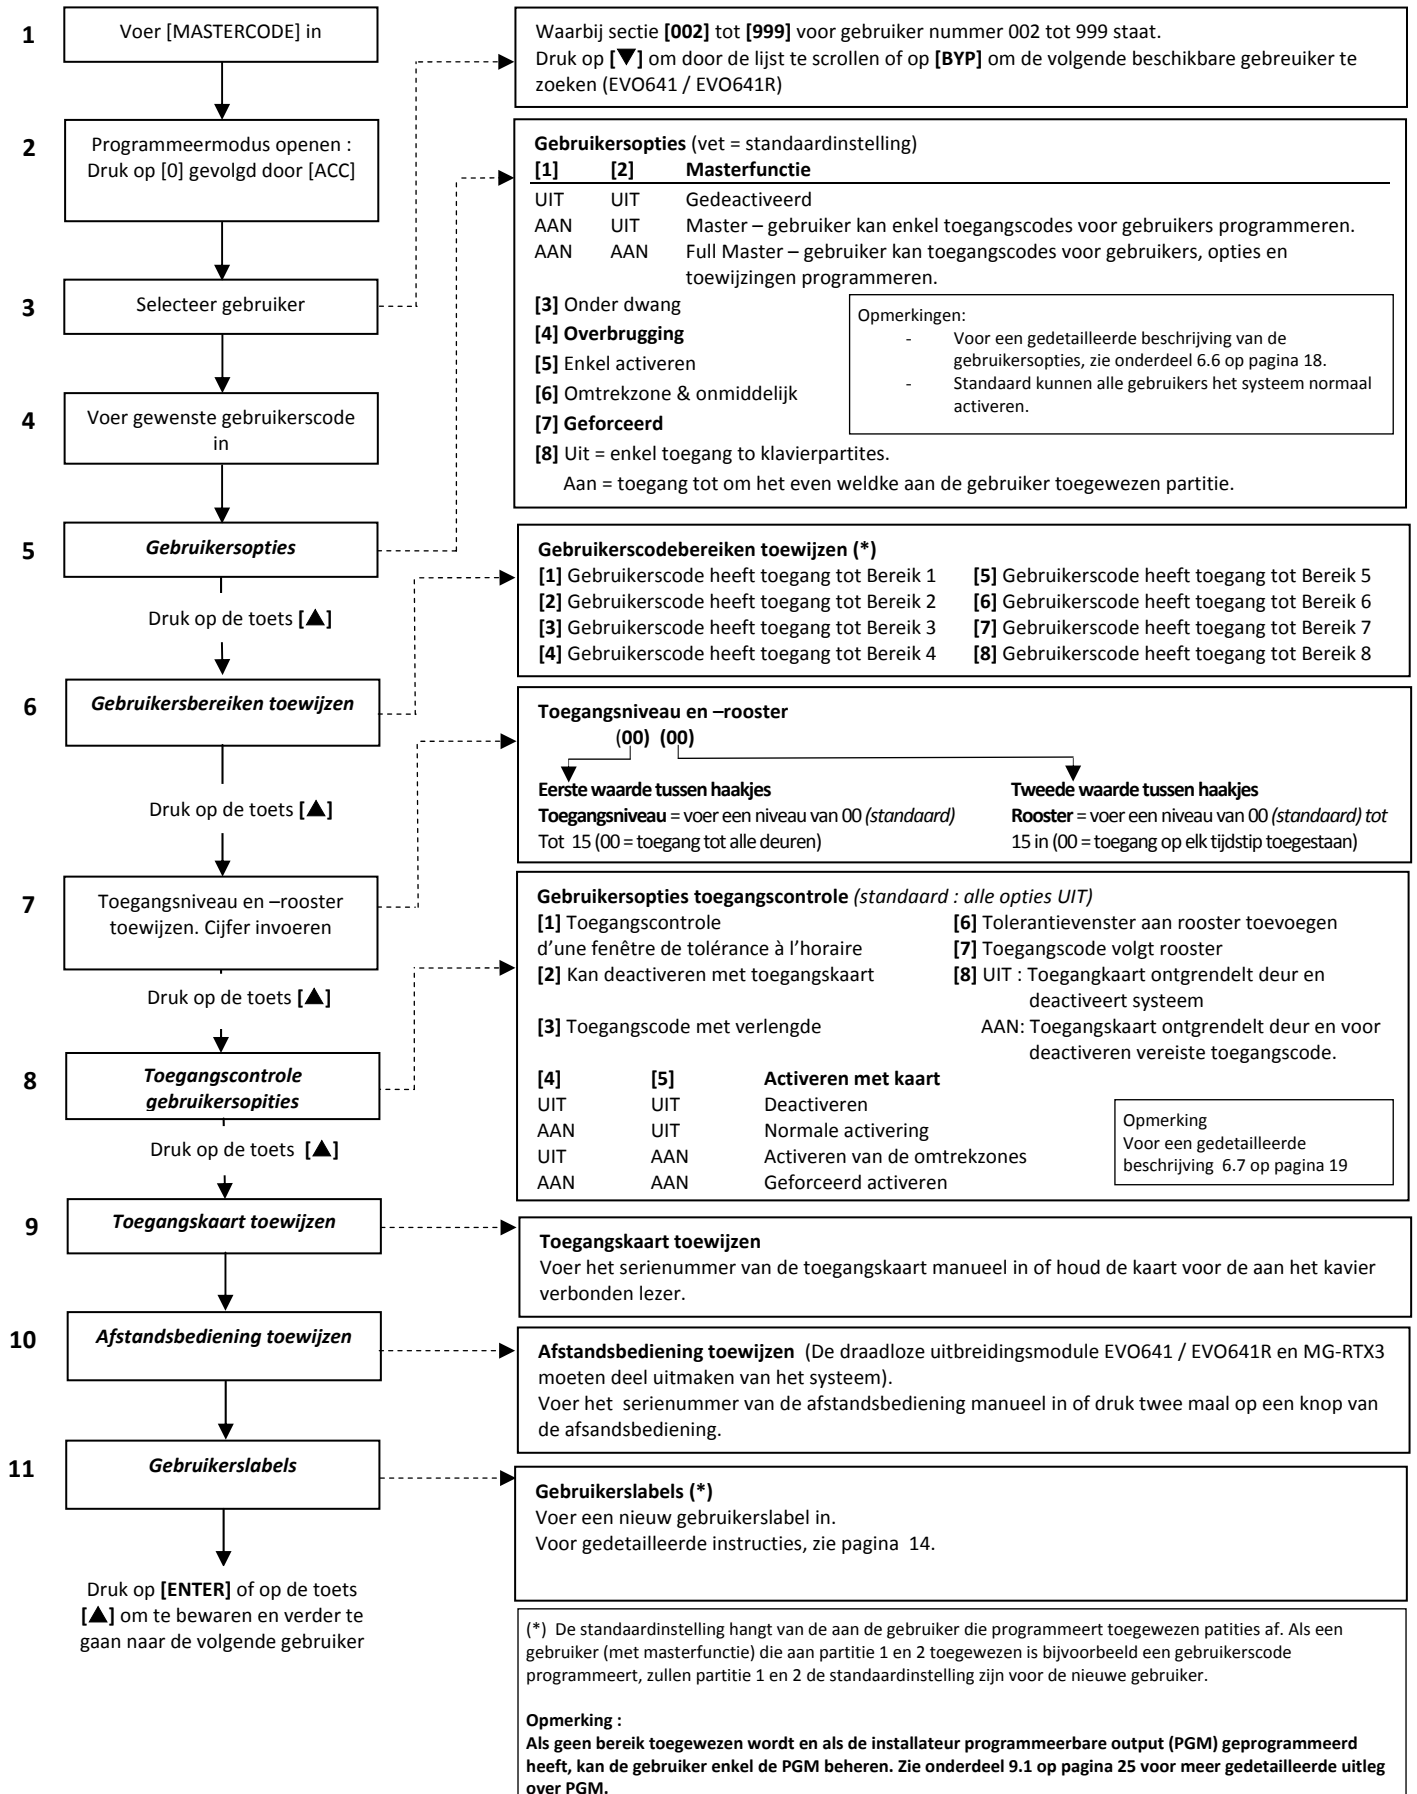 1
Voer [MASTERCODE] in
Waarbij sectie [002] tot [999] voor gebruiker nummer 002 tot 999 staat.
Druk op [▼] om door de lijst te scrollen of op [BYP] om de volgende beschikbare gebreuiker te
zoeken (EVO641 / EVO641R)
2
Programmeermodus openen :
Druk op [0] gevolgd door [ACC]
Gebruikersopties (vet = standaardinstelling)
[1] [2] Masterfunctie
UIT UIT Gedeactiveerd
AAN UIT Master – gebruiker kan enkel toegangscodes voor gebruikers programmeren.
AAN AAN Full Master – gebruiker kan toegangscodes voor gebruikers, opties en
toewijzingen programmeren.
[3] Onder dwang
[4] Overbrugging
[5] Enkel activeren
[6] Omtrekzone & onmiddelijk
[7] Geforceerd
[8] Uit = enkel toegang to klavierpartites.
Aan = toegang tot om het even weldke aan de gebruiker toegewezen partitie.
Opmerkingen:
- Voor een gedetailleerde beschrijving van de
gebruikersopties, zie onderdeel 6.6 op pagina 18.
- Standaard kunnen alle gebruikers het systeem normaal
activeren.
3
Selecteer gebruiker
4
Voer gewenste gebruikerscode
in
5
Gebruikersopties
Druk op de toets [▲]
Gebruikerscodebereiken toewijzen (*)
[1] Gebruikerscode heeft toegang tot Bereik 1 [5] Gebruikerscode heeft toegang tot Bereik 5
[2] Gebruikerscode heeft toegang tot Bereik 2 [6] Gebruikerscode heeft toegang tot Bereik 6
[3] Gebruikerscode heeft toegang tot Bereik 3 [7] Gebruikerscode heeft toegang tot Bereik 7
[4] Gebruikerscode heeft toegang tot Bereik 4 [8] Gebruikerscode heeft toegang tot Bereik 8
6
Gebruikersbereiken toewijzen
Druk op de toets [▲]
Toegangsniveau en –rooster
(00) (00)
Eerste waarde tussen haakjes
Toegangsniveau = voer een niveau van 00 (standaard)
Tot 15 (00 = toegang tot alle deuren)
Tweede waarde tussen haakjes
Rooster = voer een niveau van 00 (standaard) tot
15 in (00 = toegang op elk tijdstip toegestaan)
7
Toegangsniveau en –rooster
toewijzen. Cijfer invoeren
Druk op de toets [▲]
Gebruikersopties toegangscontrole (standaard : alle opties UIT)
[1] Toegangscontrole
d’une fenêtre de tolérance à l’horaire
[2] Kan deactiveren met toegangskaart
[3] Toegangscode met verlengde
[6] Tolerantievenster aan rooster toevoegen
[7] Toegangscode volgt rooster
[8] UIT : Toegangkaart ontgrendelt deur en
deactiveert systeem
AAN: Toegangskaart ontgrendelt deur en voor
deactiveren vereiste toegangscode.
[4] [5] Activeren met kaart
UIT UIT Deactiveren
AAN UIT Normale activering
UIT AAN Activeren van de omtrekzones
AAN AAN Geforceerd activeren
Opmerking
Voor een gedetailleerde
beschrijving 6.7 op pagina 19
8
Toegangscontrole
gebruikersopities
Druk op de toets [▲]
9
Toegangskaart toewijzen
Toegangskaart toewijzen
Voer het serienummer van de toegangskaart manueel in of houd de kaart voor de aan het kavier
verbonden lezer.
10
Afstandsbediening toewijzen
Afstandsbediening toewijzen (De draadloze uitbreidingsmodule EVO641 / EVO641R en MG-RTX3
moeten deel uitmaken van het systeem).
Voer het serienummer van de afstandsbediening manueel in of druk twee maal op een knop van
de afsandsbediening.
11
Gebruikerslabels
Gebruikerslabels (*)
Voer een nieuw gebruikerslabel in.
Voor gedetailleerde instructies, zie pagina 14.
Druk op [ENTER] of op de toets
[▲] om te bewaren en verder te
gaan naar de volgende gebruiker
(*) De standaardinstelling hangt van de aan de gebruiker die programmeert toegewezen patities af. Als een
gebruiker (met masterfunctie) die aan partitie 1 en 2 toegewezen is bijvoorbeeld een gebruikerscode
programmeert, zullen partitie 1 en 2 de standaardinstelling zijn voor de nieuwe gebruiker.
Opmerking :
Als geen bereik toegewezen wordt en als de installateur programmeerbare output (PGM) geprogrammeerd
heeft, kan de gebruiker enkel de PGM beheren. Zie onderdeel 9.1 op pagina 25 voor meer gedetailleerde uitleg
over PGM.